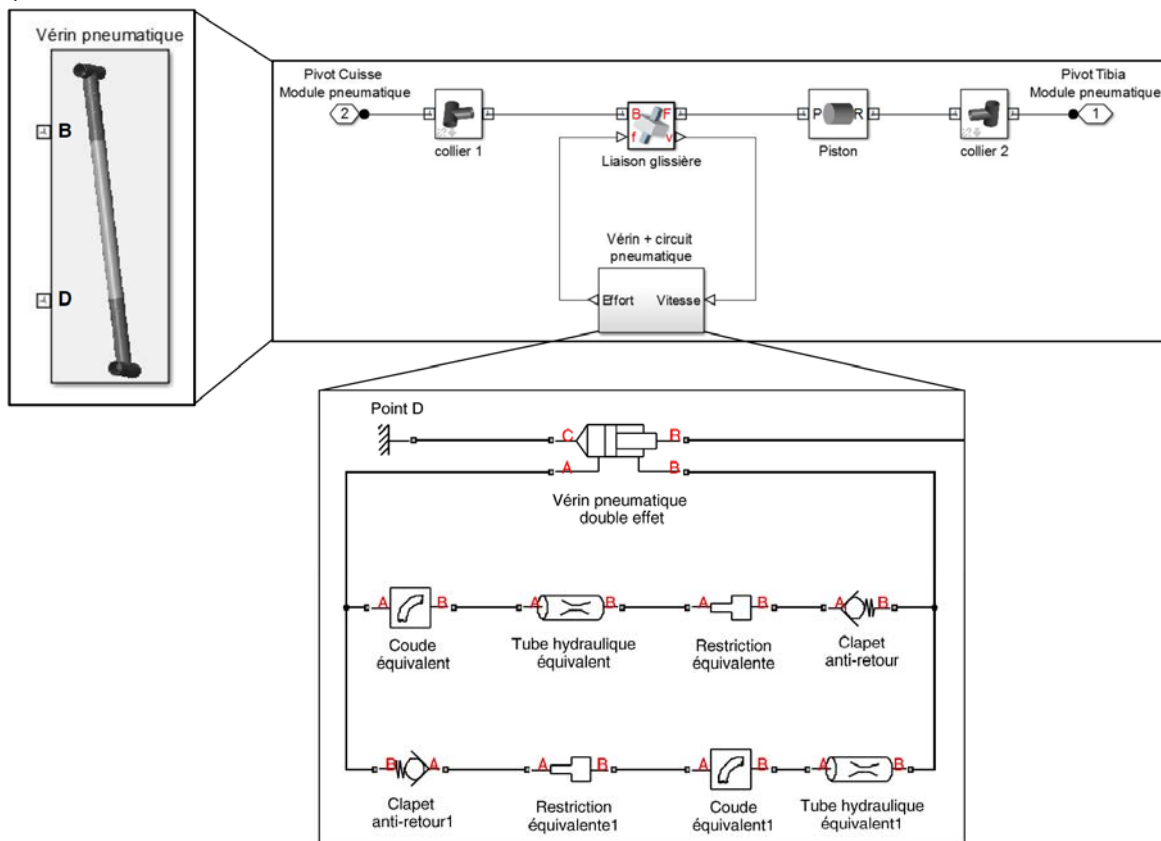 Vérin pneumatique
B
D
Pivot Cuisse
Module pneumatique
2
collier 1
B F
f v
Liaison glissière
P R
Piston
collier 2
Pivot Tibia
Module pneumatique
1
Vérin + circuit
pneumatique
Effort Vitesse
Point D
C B
A B
Vérin pneumatique
double effet
A B
Coude
équivalent
A B
Tube hydraulique
équivalent
A B
Restriction
équivalente
A B
Clapet
anti-retour
B A
Clapet
anti-retour1
A B
Restriction
équivalente1
A B
Coude
équivalent1
A B
Tube hydraulique
équivalent1